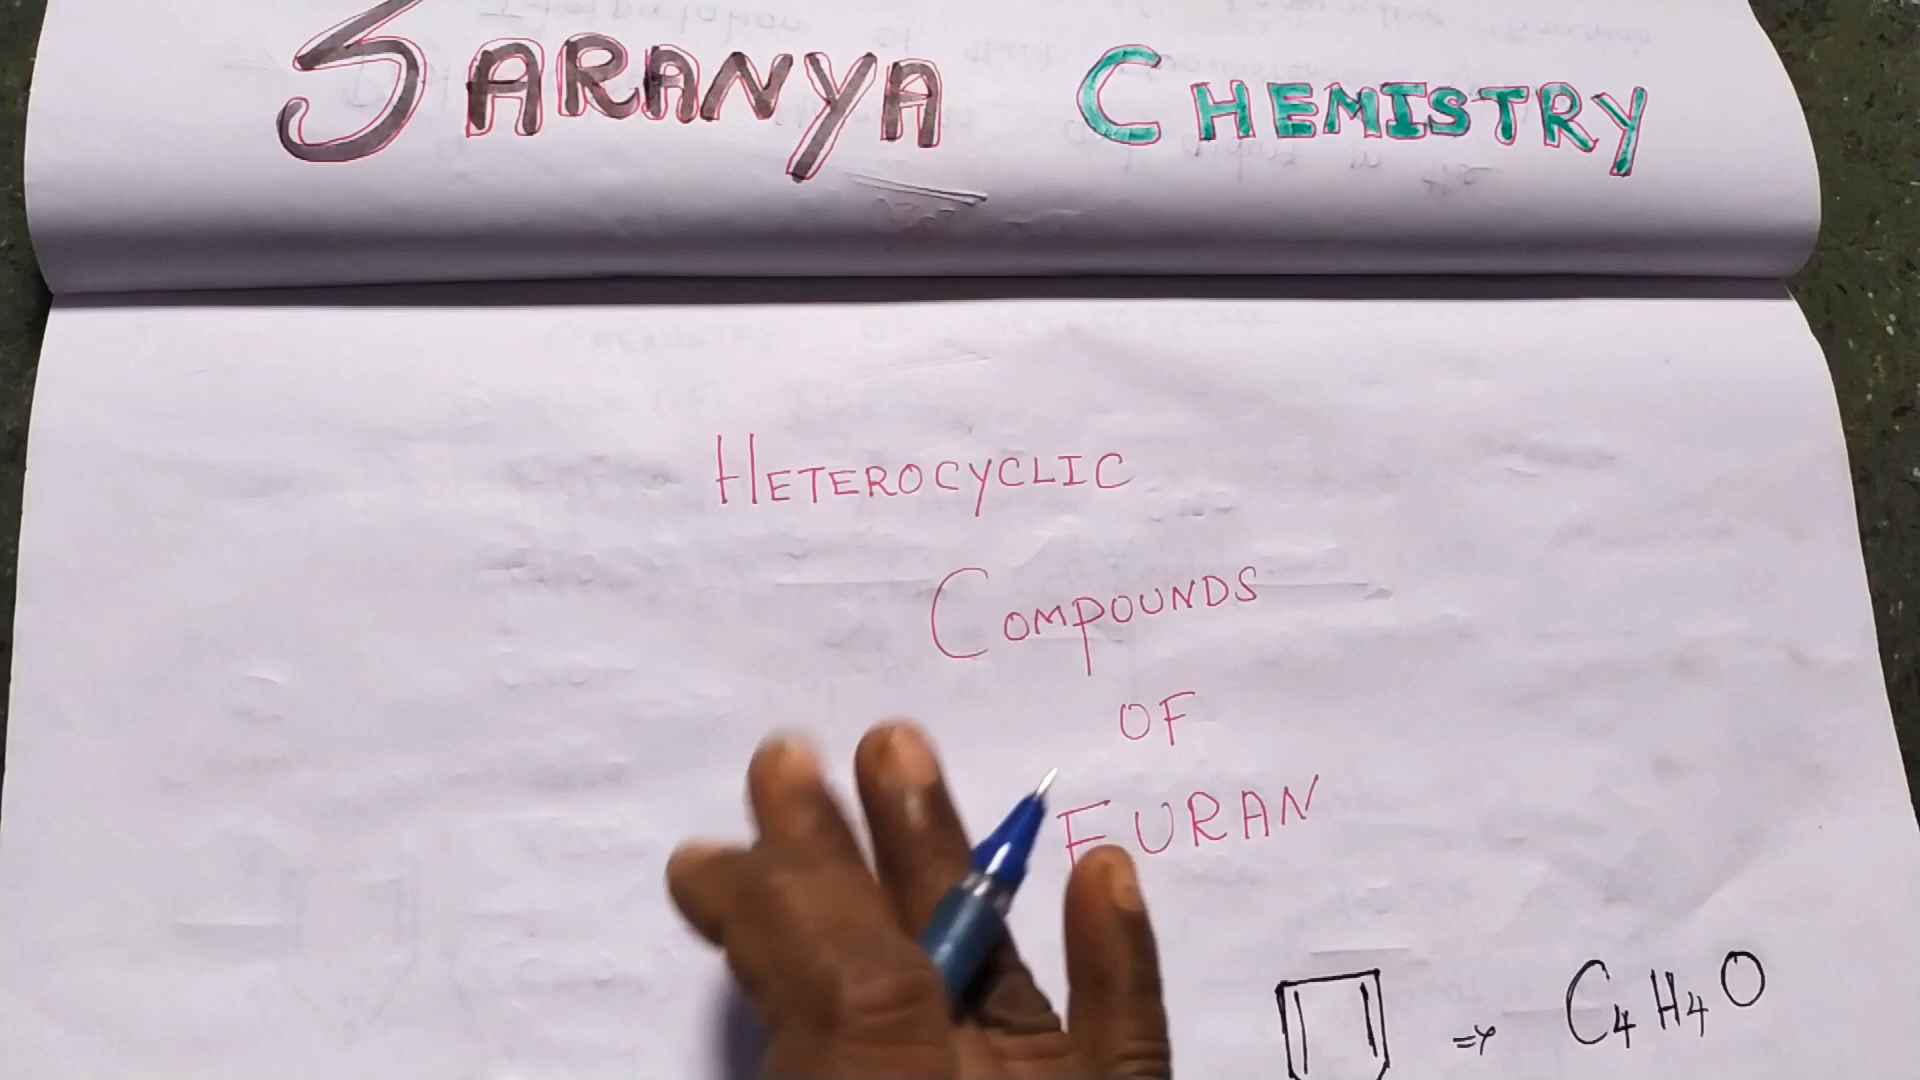 SARANYA CHEMISTRY
HETEROCYCLIC
COMPOUNDS
OF
FURAN
⇒ C4H4O